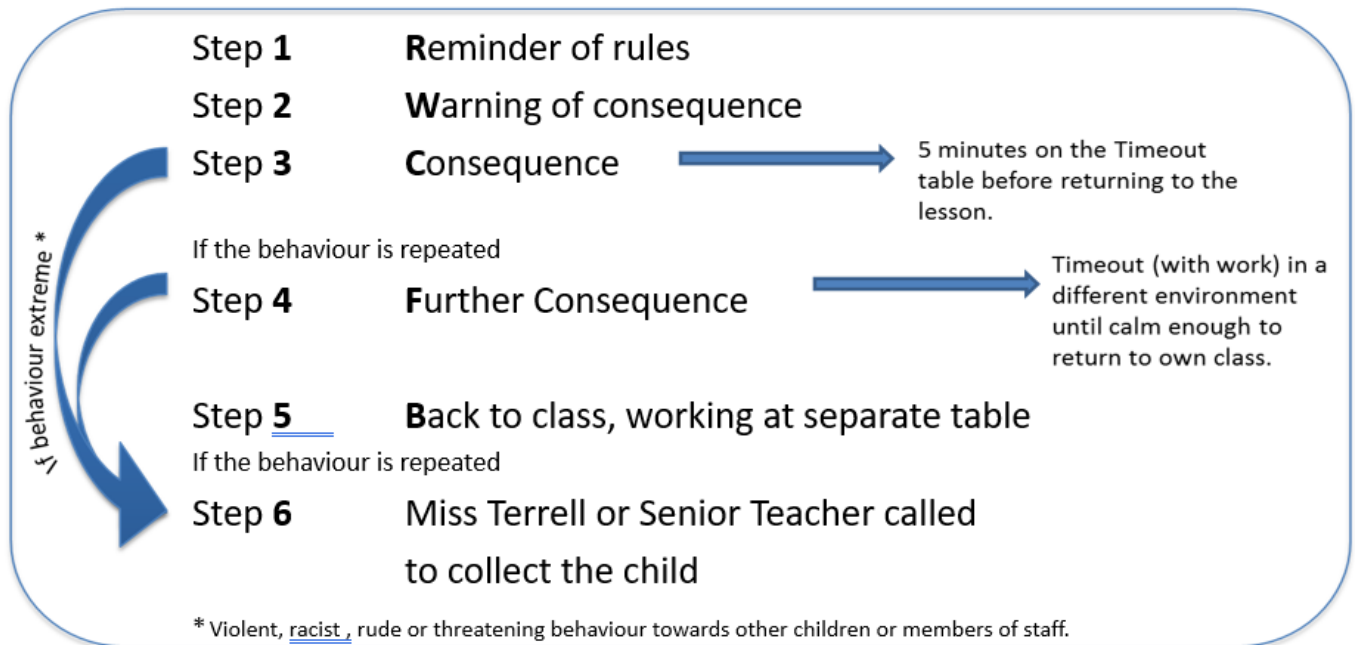 Step 1 Reminder of rules
Step 2 Warning of consequence
Step 3 Consequence
5 minutes on the Timeout
table before returning to the
lesson.
If behaviour extreme *
If the behaviour is repeated
Step 4 Further Consequence
Timeout (with work) in a
different environment
until calm enough to
return to own class.
Step 5 Back to class, working at separate table
If the behaviour is repeated
Step 6 Miss Terrell or Senior Teacher called
to collect the child
* Violent, racist , rude or threatening behaviour towards other children or members of staff.